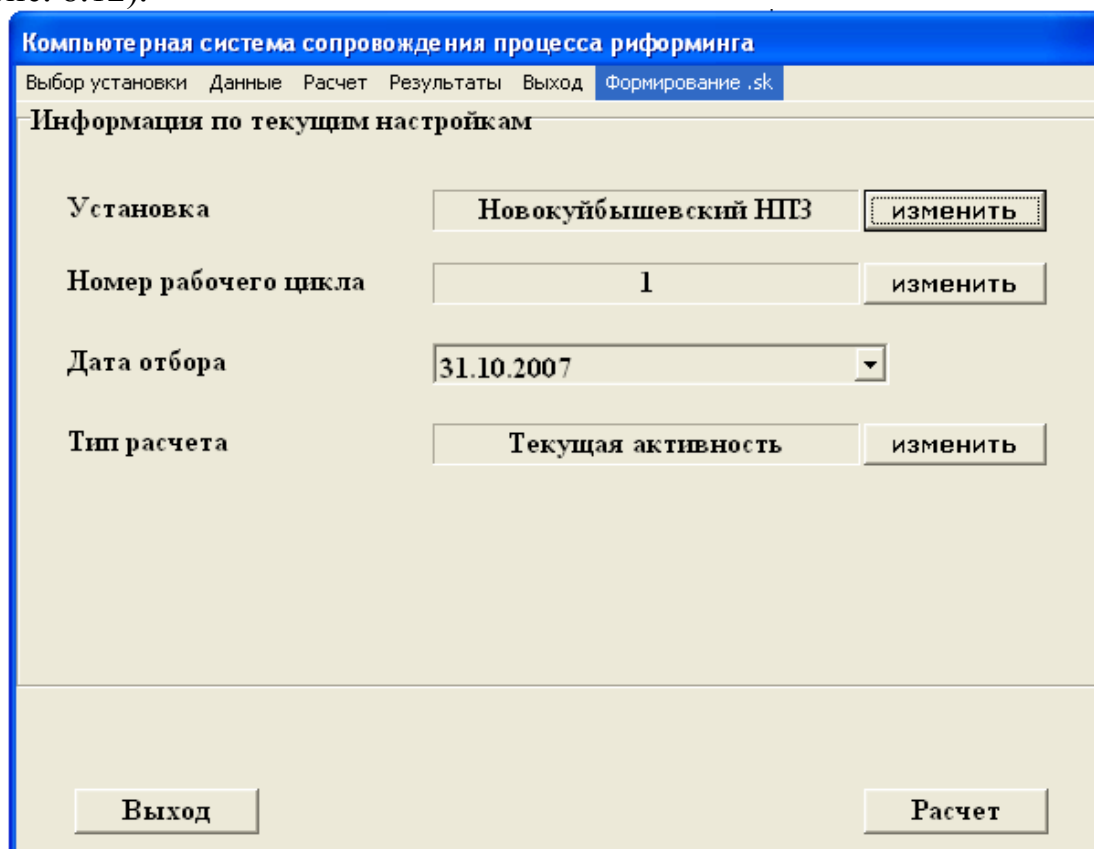 6.12).
Компьютерная система сопровождения процесса риформинга
Выбор установки Данные Расчет Результаты Выход Формирование .sk
Информация по текущим настройкам
Установка Новокуйбышевский НПЗ изменить
Номер рабочего цикла 1 изменить
Дата отбора 31.10.2007
Тип расчета Текущая активность изменить
Выход Расчет